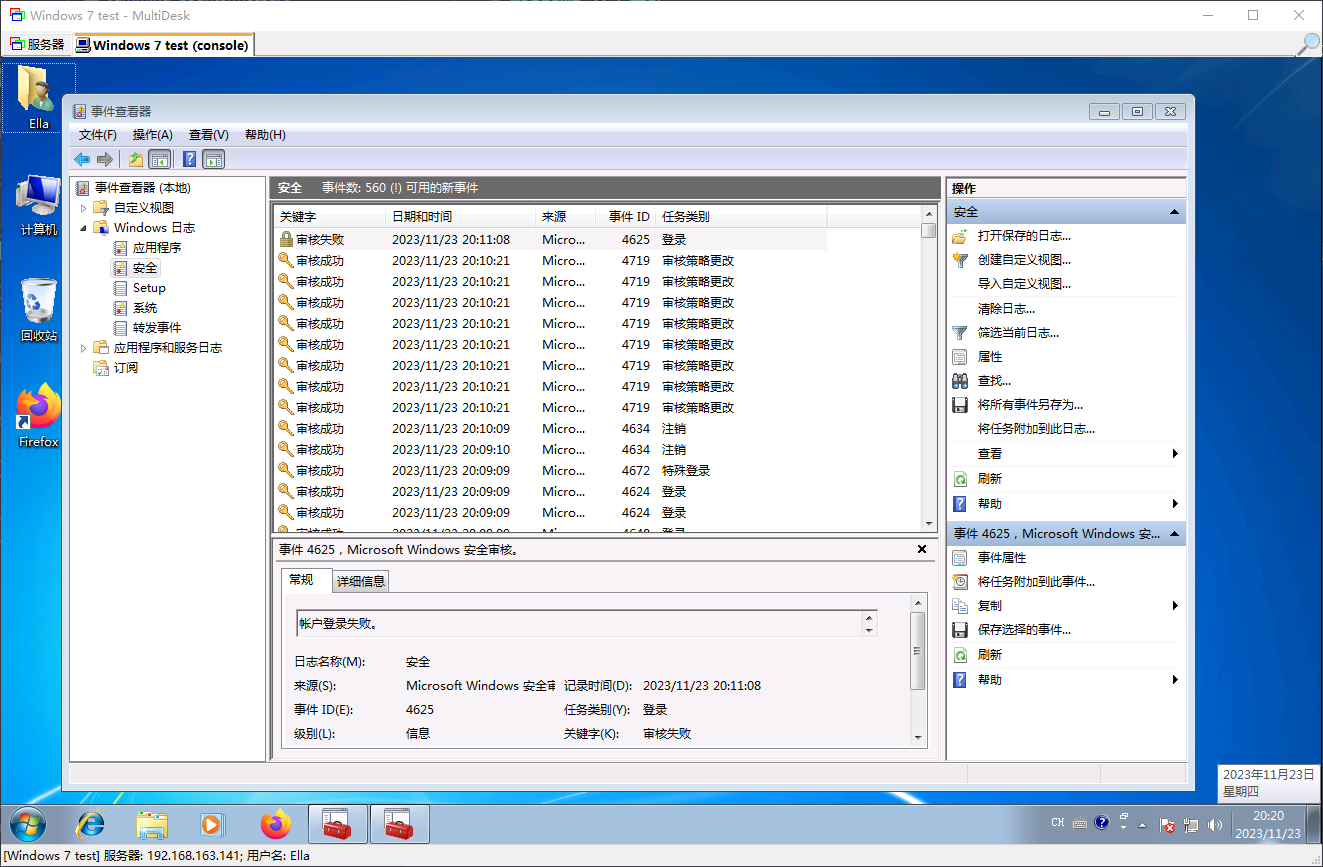 Windows 7 test - MultiDesk
服务器
Windows 7 test (console)
Ella
计算机
回收站
Firefox
事件查看器
文件(F) 操作(A) 查看(V) 帮助(H)
事件查看器 (本地)
自定义视图
Windows 日志
应用程序
安全
Setup
系统
转发事件
应用程序和服务日志
订阅
安全 事件数: 560 (!) 可用的新事件
关键字 日期和时间 来源 事件 ID 任务类别
审核失败 2023/11/23 20:11:08 Micro... 4625 登录
审核成功 2023/11/23 20:10:21 Micro... 4719 审核策略更改
审核成功 2023/11/23 20:10:21 Micro... 4719 审核策略更改
审核成功 2023/11/23 20:10:21 Micro... 4719 审核策略更改
审核成功 2023/11/23 20:10:21 Micro... 4719 审核策略更改
审核成功 2023/11/23 20:10:21 Micro... 4719 审核策略更改
审核成功 2023/11/23 20:10:21 Micro... 4719 审核策略更改
审核成功 2023/11/23 20:10:21 Micro... 4719 审核策略更改
审核成功 2023/11/23 20:10:21 Micro... 4719 审核策略更改
审核成功 2023/11/23 20:10:09 Micro... 4634 注销
审核成功 2023/11/23 20:09:10 Micro... 4634 注销
审核成功 2023/11/23 20:09:09 Micro... 4672 特殊登录
审核成功 2023/11/23 20:09:09 Micro... 4624 登录
审核成功 2023/11/23 20:09:09 Micro... 4624 登录
事件 4625，Microsoft Windows 安全审核。
常规 详细信息
帐户登录失败。
日志名称(M): 安全
来源(S): Microsoft Windows 安全审 记录时间(D): 2023/11/23 20:11:08
事件 ID(E): 4625 任务类别(Y): 登录
级别(L): 信息 关键字(K): 审核失败
操作
安全
打开保存的日志...
创建自定义视图...
导入自定义视图...
清除日志...
筛选当前日志...
属性
查找...
将所有事件另存为...
将任务附加到此日志...
查看
刷新
帮助
事件 4625，Microsoft Windows 安...
事件属性
将任务附加到此事件...
复制
保存选择的事件...
刷新
帮助
2023年11月23日
星期四
CH
20:20
2023/11/23
[Windows 7 test] 服务器: 192.168.163.141; 用户名: Ella